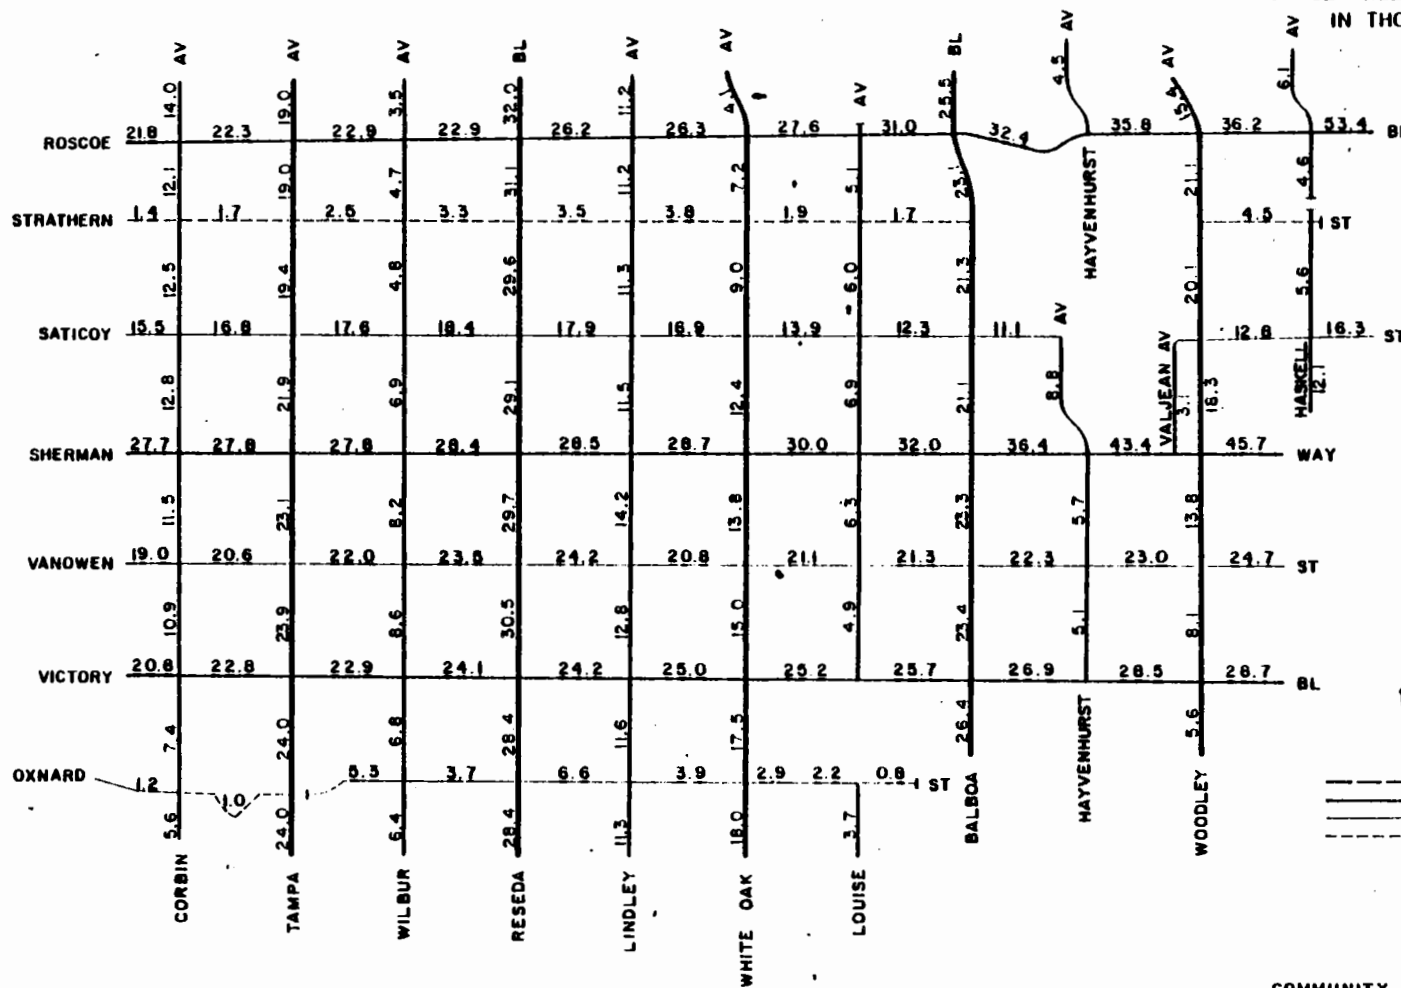 IN THO
AV AV AV BL AV AV AV BL AV AV AV
14.0 19.0 3.5 32.0 11.2 25.5 4.5 6.1
ROSCOE 21.8 22.3 22.9 22.9 26.2 26.3 27.6 31.0 32.4 35.8 36.2 53.4
12.1 19.0 4.7 31.1 11.2 7.2 5.1 23.1 HAYVENHURST 21.1 4.6
STRATHERN 1.4 1.7 2.5 3.3 3.5 3.8 1.9 1.7 4.5 ST
12.5 19.4 4.8 29.6 11.3 9.0 6.0 21.3 20.1 5.6
SATICOY 15.5 16.8 17.6 18.4 17.9 16.9 13.9 12.3 11.1 AV 12.8 16.3 ST
12.8 21.9 6.9 29.1 11.5 12.4 6.9 21.1 8.8 VALJEAN AV 3.1 18.3 HASKELL 12.1
SHERMAN 27.7 27.8 27.8 28.4 28.5 28.7 30.0 32.0 36.4 43.4 45.7 WAY
11.5 23.1 8.2 29.7 14.2 13.8 6.3 23.3 5.7 13.8
VANOWEN 19.0 20.6 22.0 23.8 24.2 20.8 21.1 21.3 22.3 23.0 24.7 ST
10.9 23.9 8.6 30.5 12.8 15.0 4.9 23.4 5.1 8.1
VICTORY 20.8 22.8 22.9 24.1 24.2 25.0 25.2 25.7 26.9 28.5 28.7 BL
7.4 24.0 6.8 28.4 11.6 17.5 26.4 5.6
OXNARD 1.2 1.0 5.3 3.7 6.6 3.9 2.9 2.2 0.8 ST
5.6 24.0 6.4 28.4 11.3 18.0 3.7
CORBIN TAMPA WILBUR RESEDA LINDLEY WHITE OAK LOUISE BALBOA HAYVENHURST WOODLEY
COMMUNITY